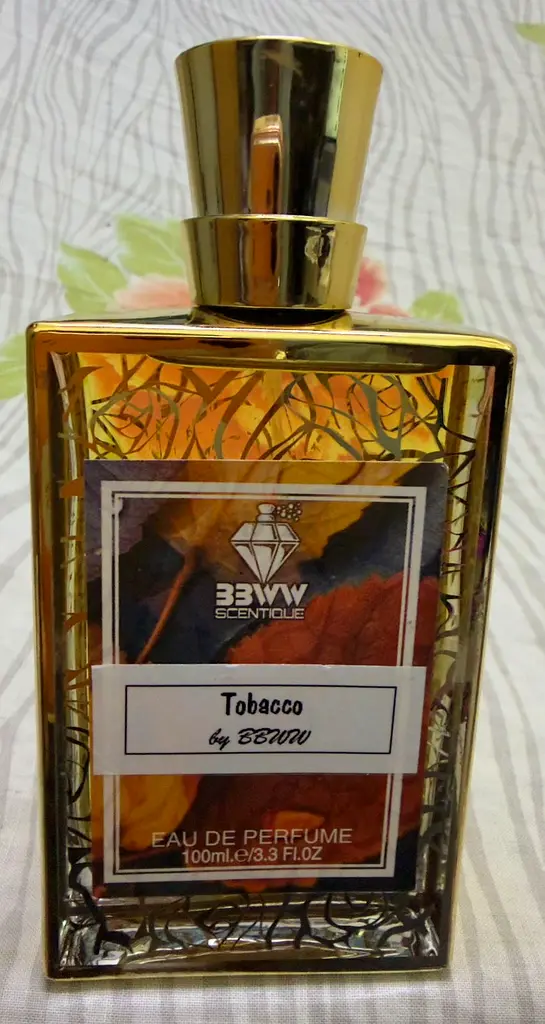 BBWW
SCENTIQUE
Tobacco
by BBWW
EAU DE PERFUME
100ml.e/3.3 Fl.OZ